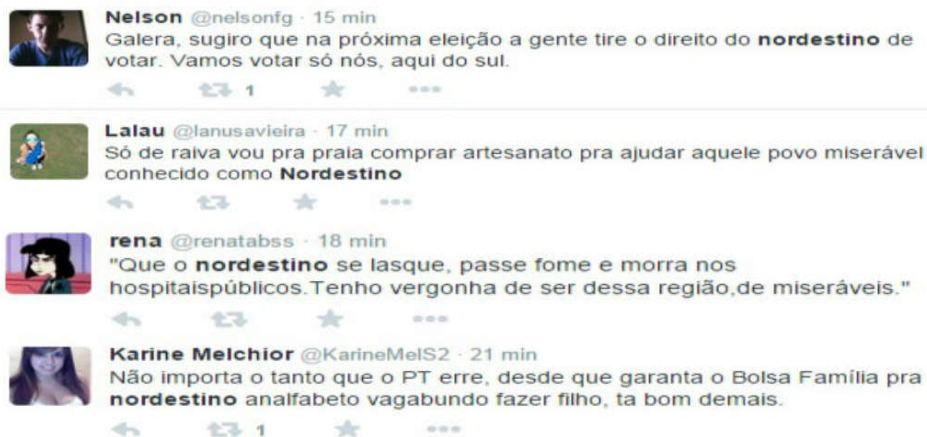 Nelson @nelsonfg · 15 min
Galera, sugiro que na próxima eleição a gente tire o direito do nordestino de
votar. Vamos votar só nós, aqui do sul.
1
Lalau @lanusavieira · 17 min
Só de raiva vou pra praia comprar artesanato pra ajudar aquele povo miserável
conhecido como Nordestino
rena @renatabss · 18 min
"Que o nordestino se lasque, passe fome e morra nos
hospitaispúblicos.Tenho vergonha de ser dessa região,de miseráveis."
Karine Melchior @KarineMelS2 · 21 min
Não importa o tanto que o PT erre, desde que garanta o Bolsa Família pra
nordestino analfabeto vagabundo fazer filho, ta bom demais.
1